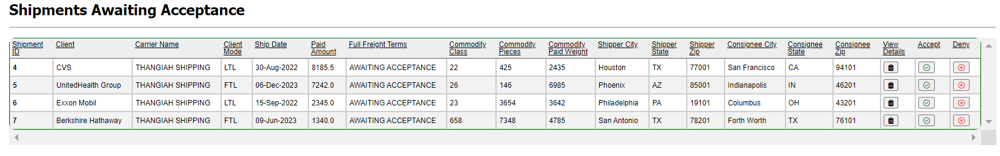 Shipments Awaiting Acceptance
Shipment ID Client Carrier Name Client Mode Ship Date Paid Amount Full Freight Terms Commodity Class Commodity Pieces Commodity Paid Weight Shipper City Shipper State Shipper Zip Consignee City Consignee State Consignee Zip View Details Accept Deny
4 CVS THANGIAH SHIPPING LTL 30-Aug-2022 8185.5 AWAITING ACCEPTANCE 22 425 2435 Houston TX 77001 San Francisco CA 94101
5 UnitedHealth Group THANGIAH SHIPPING FTL 06-Dec-2023 7242.0 AWAITING ACCEPTANCE 26 146 6985 Phoenix AZ 85001 Indianapolis IN 46201
6 Exxon Mobil THANGIAH SHIPPING LTL 15-Sep-2022 2345.0 AWAITING ACCEPTANCE 23 3654 3642 Philadelphia PA 19101 Columbus OH 43201
7 Berkshire Hathaway THANGIAH SHIPPING FTL 09-Jun-2023 1340.0 AWAITING ACCEPTANCE 658 7348 4785 San Antonio TX 78201 Forth Worth TX 76101